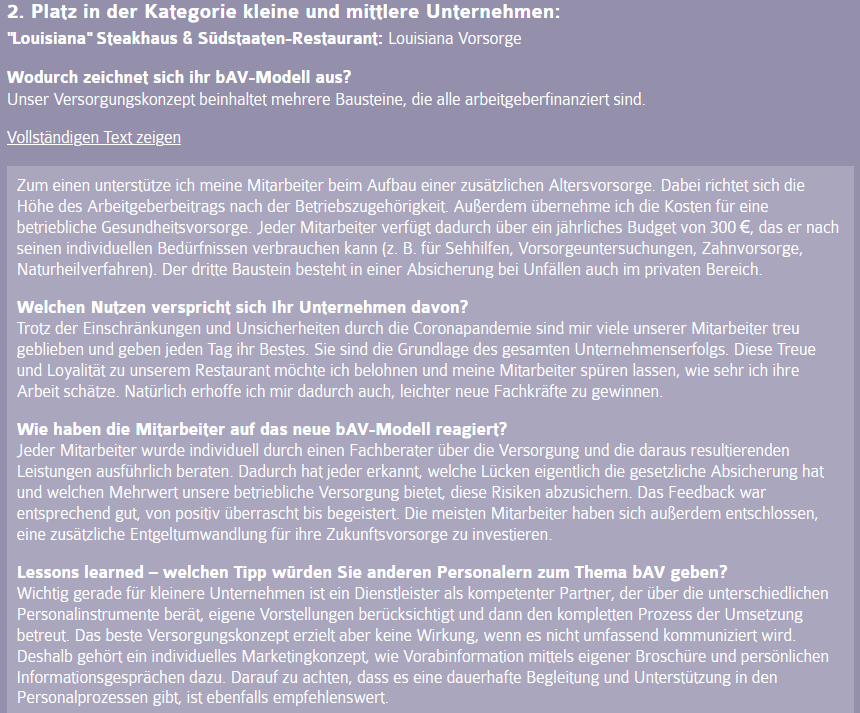 2. Platz in der Kategorie kleine und mittlere Unternehmen:
"Louisiana" Steakhaus & Südstaaten-Restaurant: Louisiana Vorsorge
Wodurch zeichnet sich ihr bAV-Modell aus?
Unser Versorgungskonzept beinhaltet mehrere Bausteine, die alle arbeitgeberfinanziert sind.
Vollständigen Text zeigen
Zum einen unterstütze ich meine Mitarbeiter beim Aufbau einer zusätzlichen Altersvorsorge. Dabei richtet sich die
Höhe des Arbeitgeberbeitrags nach der Betriebszugehörigkeit. Außerdem übernehme ich die Kosten für eine
betriebliche Gesundheitsvorsorge. Jeder Mitarbeiter verfügt dadurch über ein jährliches Budget von 300 €, das er nach
seinen individuellen Bedürfnissen verbrauchen kann (z. B. für Sehhilfen, Vorsorgeuntersuchungen, Zahnvorsorge,
Naturheilverfahren). Der dritte Baustein besteht in einer Absicherung bei Unfällen auch im privaten Bereich.
Welchen Nutzen verspricht sich Ihr Unternehmen davon?
Trotz der Einschränkungen und Unsicherheiten durch die Coronapandemie sind mir viele unserer Mitarbeiter treu
geblieben und geben jeden Tag ihr Bestes. Sie sind die Grundlage des gesamten Unternehmenserfolgs. Diese Treue
und Loyalität zu unserem Restaurant möchte ich belohnen und meine Mitarbeiter spüren lassen, wie sehr ich ihre
Arbeit schätze. Natürlich erhoffe ich mir dadurch auch, leichter neue Fachkräfte zu gewinnen.
Wie haben die Mitarbeiter auf das neue bAV-Modell reagiert?
Jeder Mitarbeiter wurde individuell durch einen Fachberater über die Versorgung und die daraus resultierenden
Leistungen ausführlich beraten. Dadurch hat jeder erkannt, welche Lücken eigentlich die gesetzliche Absicherung hat
und welchen Mehrwert unsere betriebliche Versorgung bietet, diese Risiken abzusichern. Das Feedback war
entsprechend gut, von positiv überrascht bis begeistert. Die meisten Mitarbeiter haben sich außerdem entschlossen,
eine zusätzliche Entgeltumwandlung für ihre Zukunftsvorsorge zu investieren.
Lessons learned – welchen Tipp würden Sie anderen Personalern zum Thema bAV geben?
Wichtig gerade für kleinere Unternehmen ist ein Dienstleister als kompetenter Partner, der über die unterschiedlichen
Personalinstrumente berät, eigene Vorstellungen berücksichtigt und dann den kompletten Prozess der Umsetzung
betreut. Das beste Versorgungskonzept erzielt aber keine Wirkung, wenn es nicht umfassend kommuniziert wird.
Deshalb gehört ein individuelles Marketingkonzept, wie Vorabinformation mittels eigener Broschüre und persönlichen
Informationsgesprächen dazu. Darauf zu achten, dass es eine dauerhafte Begleitung und Unterstützung in den
Personalprozessen gibt, ist ebenfalls empfehlenswert.